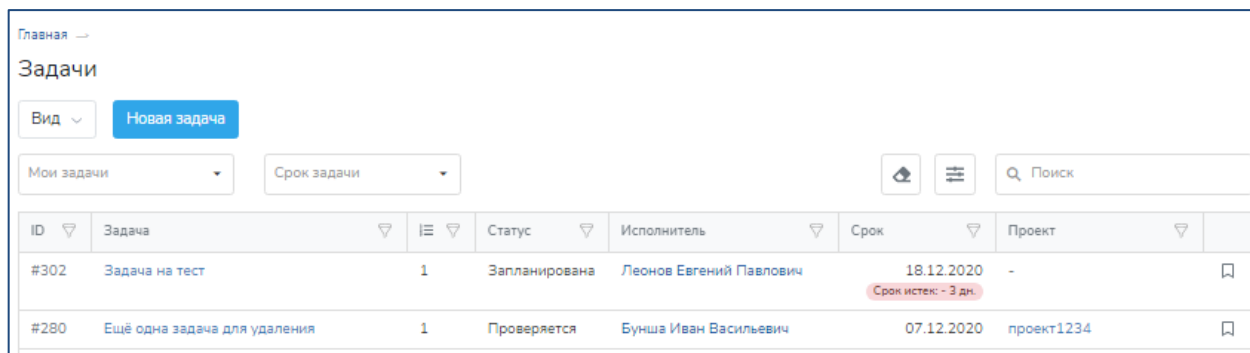 Главная →
Задачи
Вид Новая задача
Мои задачи Срок задачи Поиск
ID Задача Статус Исполнитель Срок Проект
#302 Задача на тест 1 Запланирована Леонов Евгений Павлович 18.12.2020 -
Срок истек: - 3 дн.
#280 Ещё одна задача для удаления 1 Проверяется Бунша Иван Васильевич 07.12.2020 проект1234